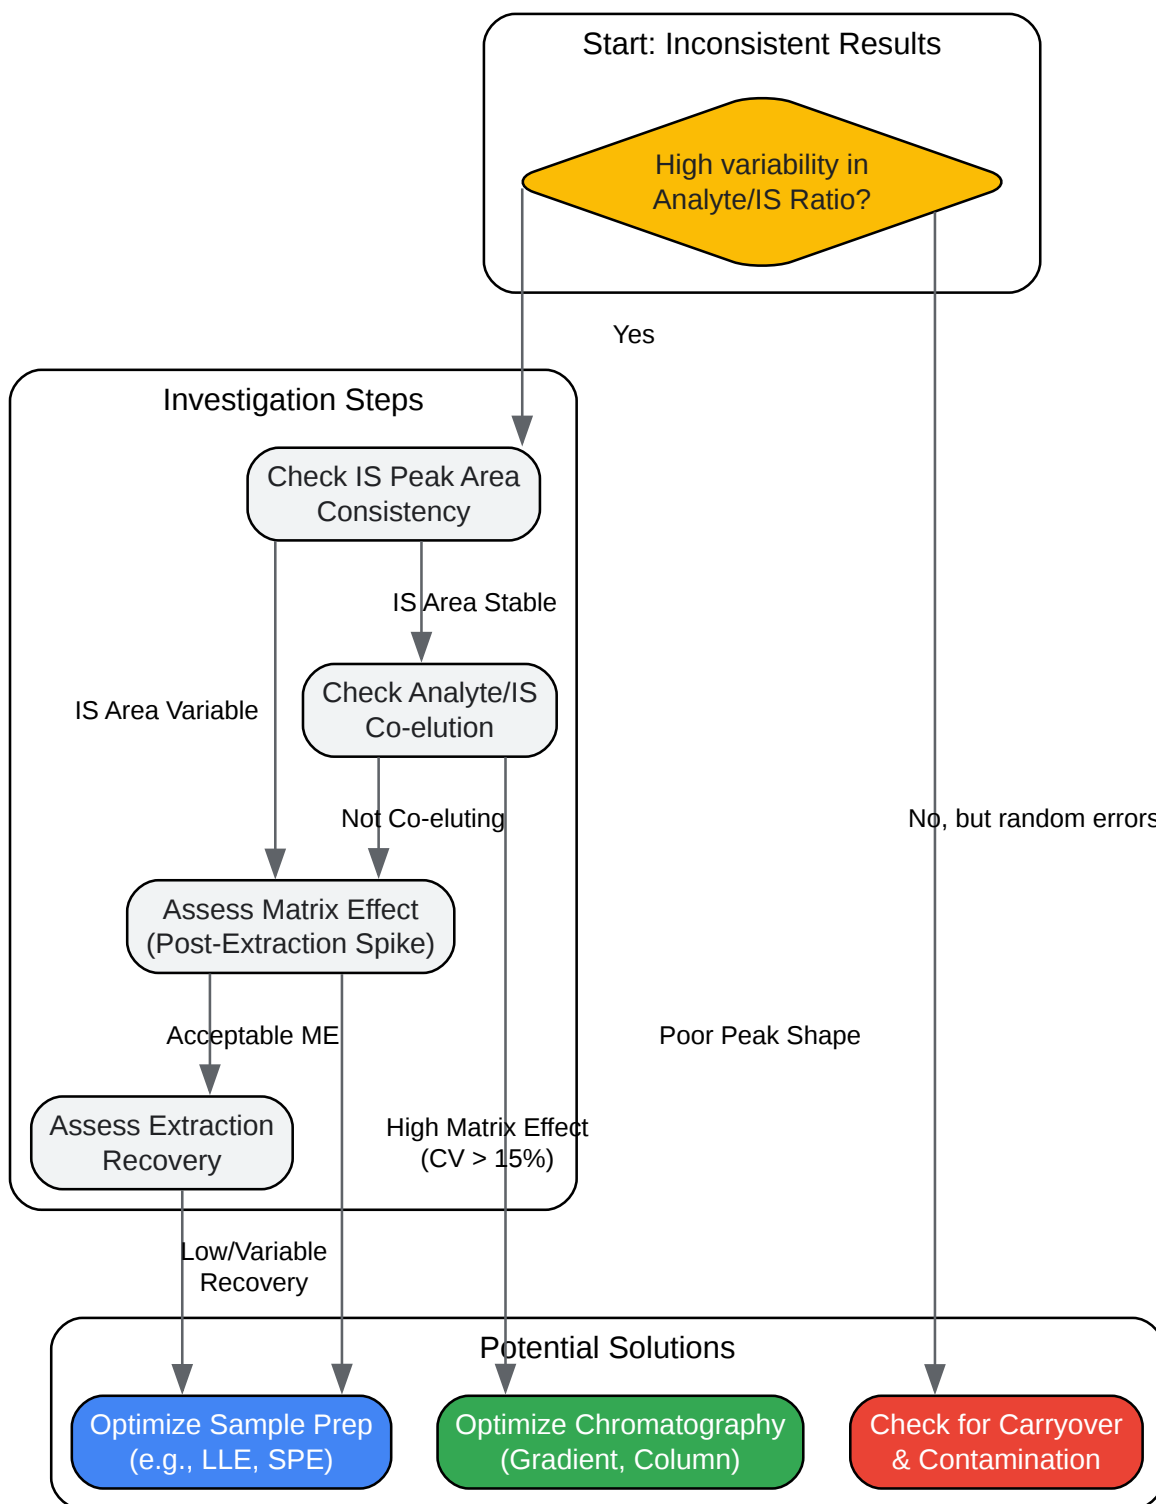 Start: Inconsistent Results
High variability in
Analyte/IS Ratio?
Yes
Investigation Steps
Check IS Peak Area
Consistency
IS Area Stable
IS Area Variable
Check Analyte/IS
Co-elution
Not Co-eluting
No, but random errors
Assess Matrix Effect
(Post-Extraction Spike)
Acceptable ME
Poor Peak Shape
Assess Extraction
Recovery
High Matrix Effect
(CV > 15%)
Low/Variable
Recovery
Potential Solutions
Optimize Sample Prep
(e.g., LLE, SPE)
Optimize Chromatography
(Gradient, Column)
Check for Carryover
& Contamination